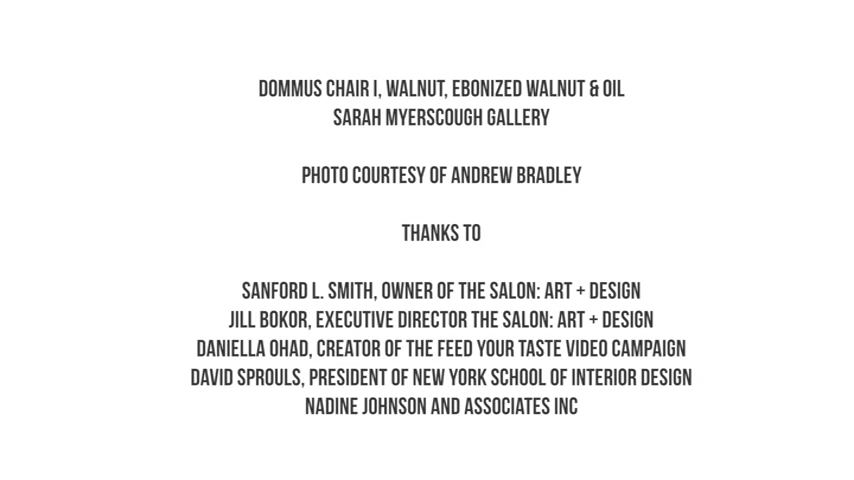 DOMMUS CHAIR I, WALNUT, EBONIZED WALNUT & OIL
SARAH MYERSCOUGH GALLERY
PHOTO COURTESY OF ANDREW BRADLEY
THANKS TO
SANFORD L. SMITH, OWNER OF THE SALON: ART + DESIGN
JILL BOKOR, EXECUTIVE DIRECTOR THE SALON: ART + DESIGN
DANIELLA OHAD, CREATOR OF THE FEED YOUR TASTE VIDEO CAMPAIGN
DAVID SPROULS, PRESIDENT OF NEW YORK SCHOOL OF INTERIOR DESIGN
NADINE JOHNSON AND ASSOCIATES INC